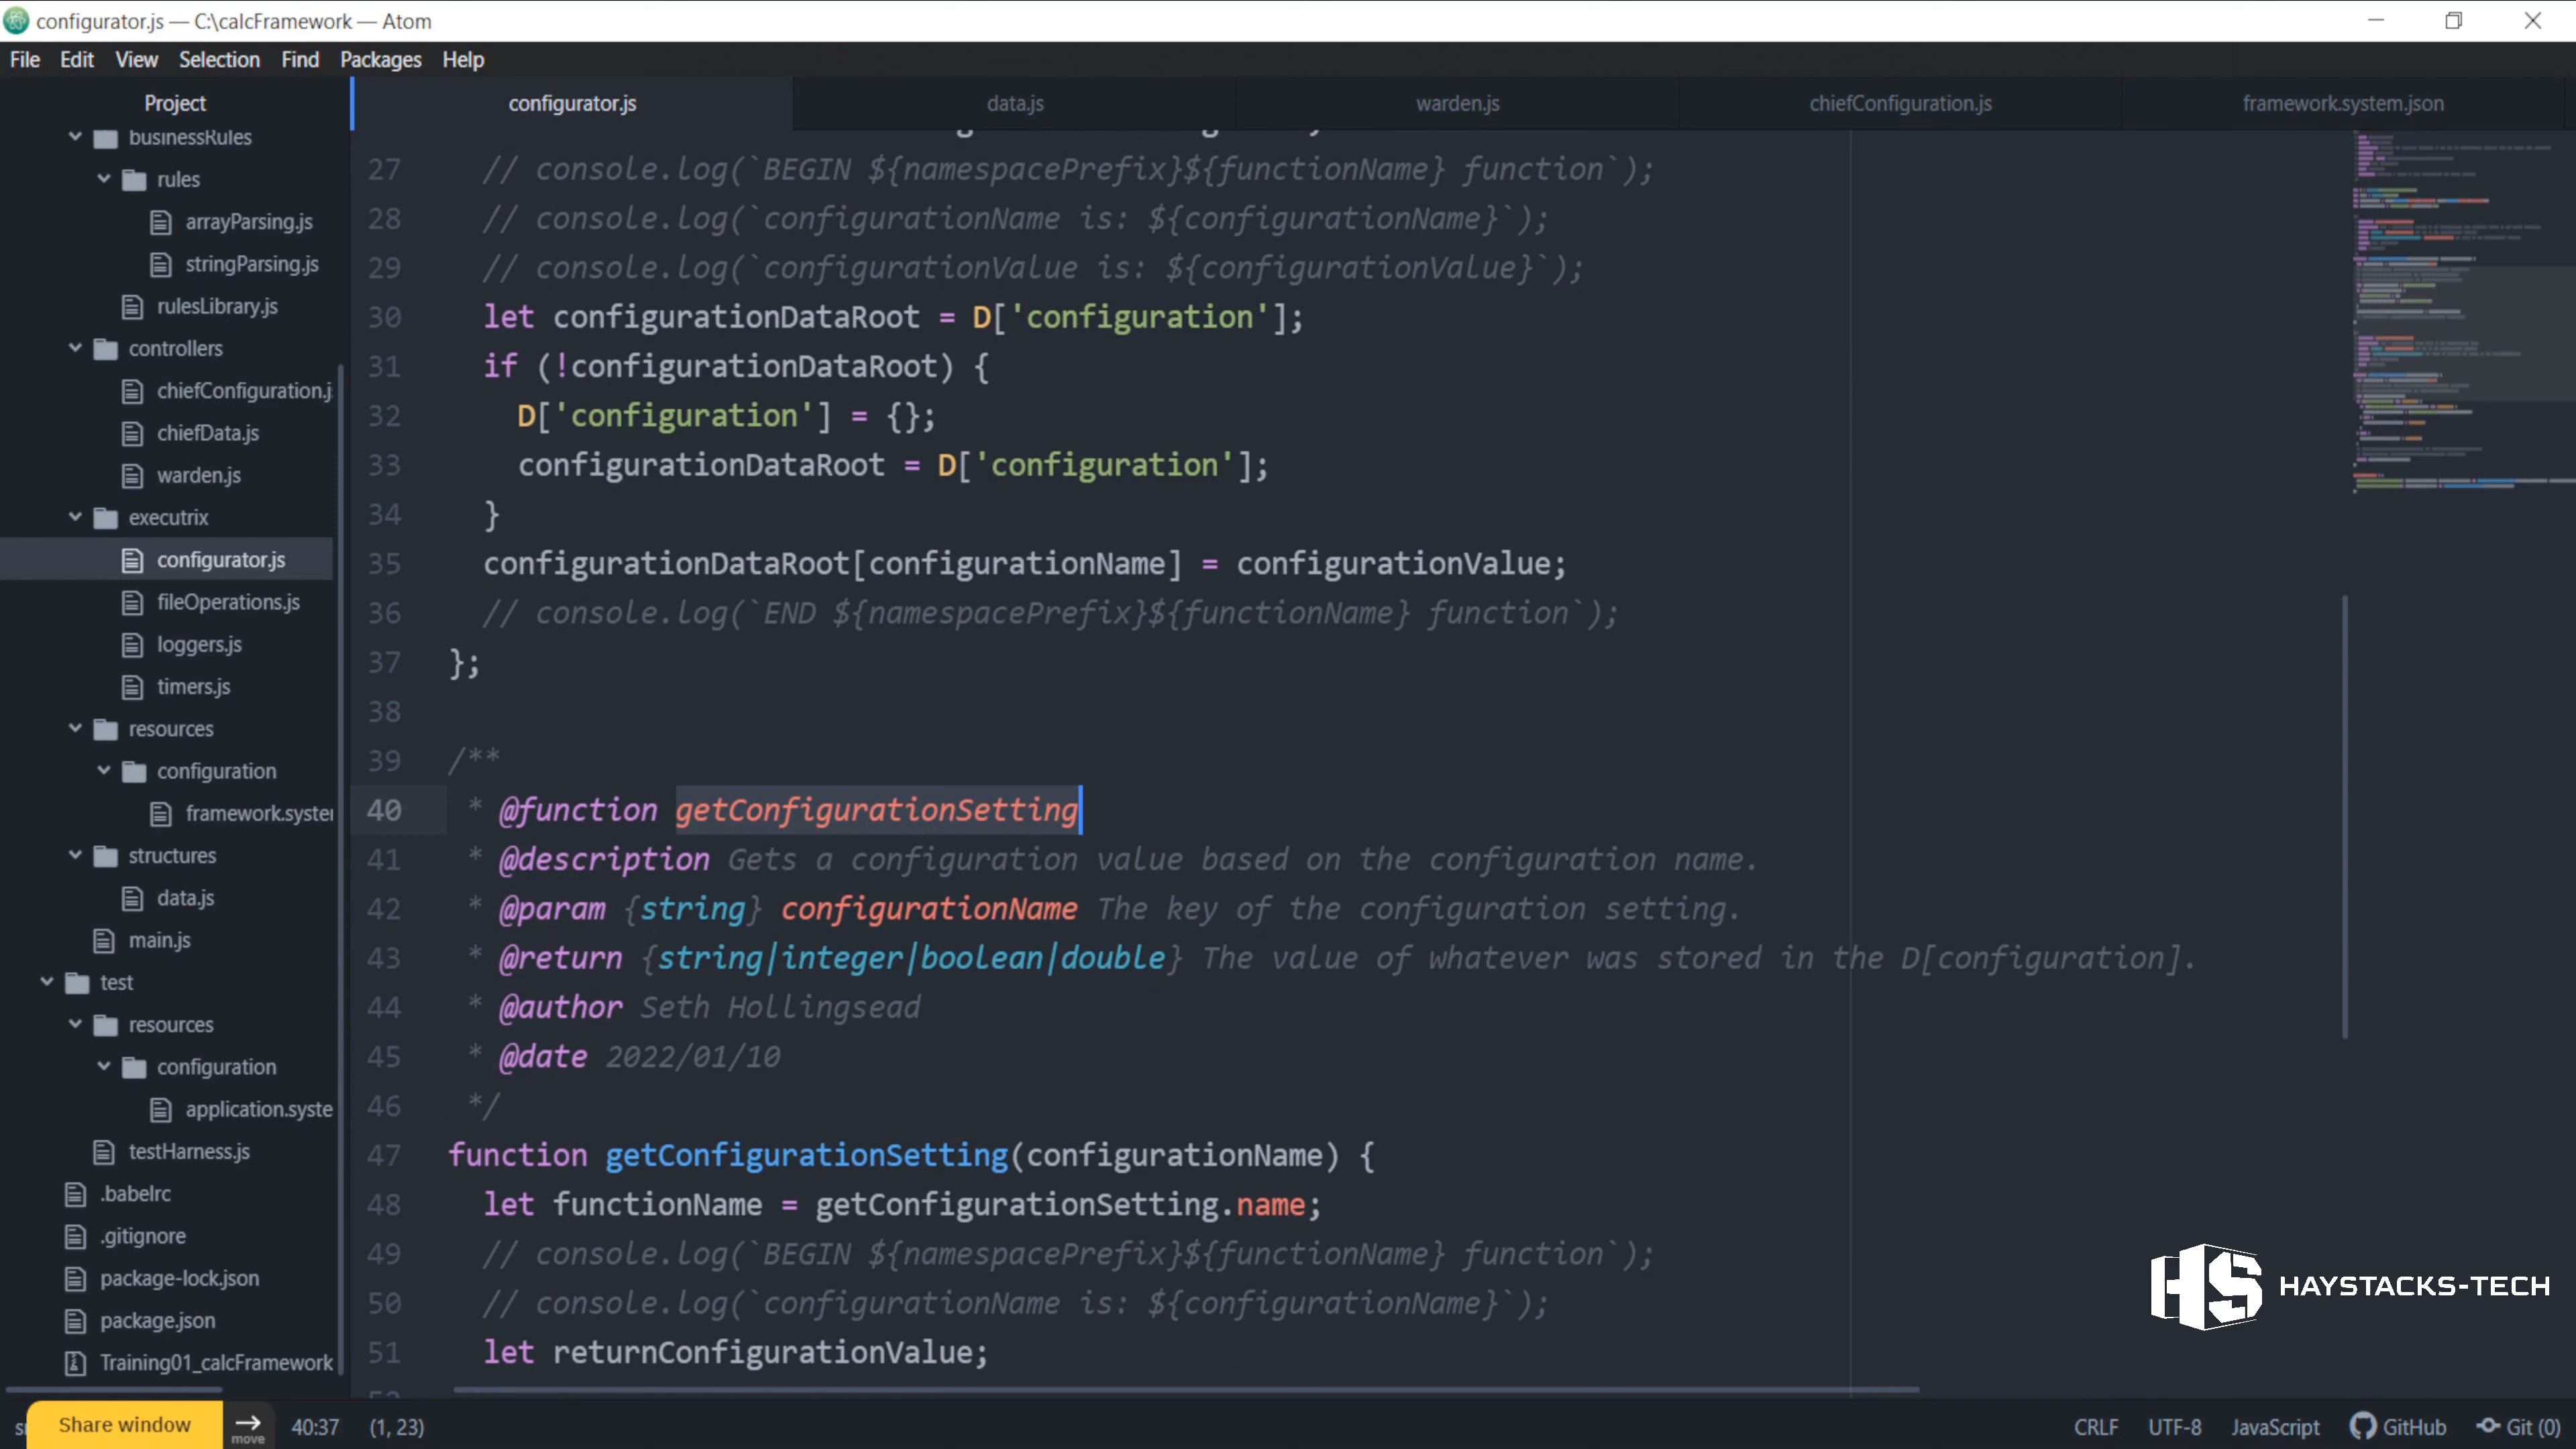 configurator.js — C:\calcFramework — Atom
File Edit View Selection Find Packages Help
Project
businessRules
rules
arrayParsing.js
stringParsing.js
rulesLibrary.js
controllers
chiefConfiguration.j
chiefData.js
warden.js
executrix
configurator.js
fileOperations.js
loggers.js
timers.js
resources
configuration
framework.syster
structures
data.js
main.js
test
resources
configuration
application.syste
testHarness.js
.babelrc
.gitignore
package-lock.json
package.json
Training01_calcFramework
configurator.js data.js warden.js chiefConfiguration.js framework.system.json
27 // console.log(`BEGIN ${namespacePrefix}${functionName} function`);
28 // console.log(`configurationName is: ${configurationName}`);
29 // console.log(`configurationValue is: ${configurationValue}`);
30 let configurationDataRoot = D['configuration'];
31 if (!configurationDataRoot) {
32 D['configuration'] = {};
33 configurationDataRoot = D['configuration'];
34 }
35 configurationDataRoot[configurationName] = configurationValue;
36 // console.log(`END ${namespacePrefix}${functionName} function`);
37 };
38
39 /**
40 * @function getConfigurationSetting
41 * @description Gets a configuration value based on the configuration name.
42 * @param {string} configurationName The key of the configuration setting.
43 * @return {string|integer|boolean|double} The value of whatever was stored in the D[configuration].
44 * @author Seth Hollingsead
45 * @date 2022/01/10
46 */
47 function getConfigurationSetting(configurationName) {
48 let functionName = getConfigurationSetting.name;
49 // console.log(`BEGIN ${namespacePrefix}${functionName} function`);
50 // console.log(`configurationName is: ${configurationName}`);
51 let returnConfigurationValue;
HS HAYSTACKS-TECH
Share window move 40:37 (1, 23) CRLF UTF-8 JavaScript GitHub Git (0)